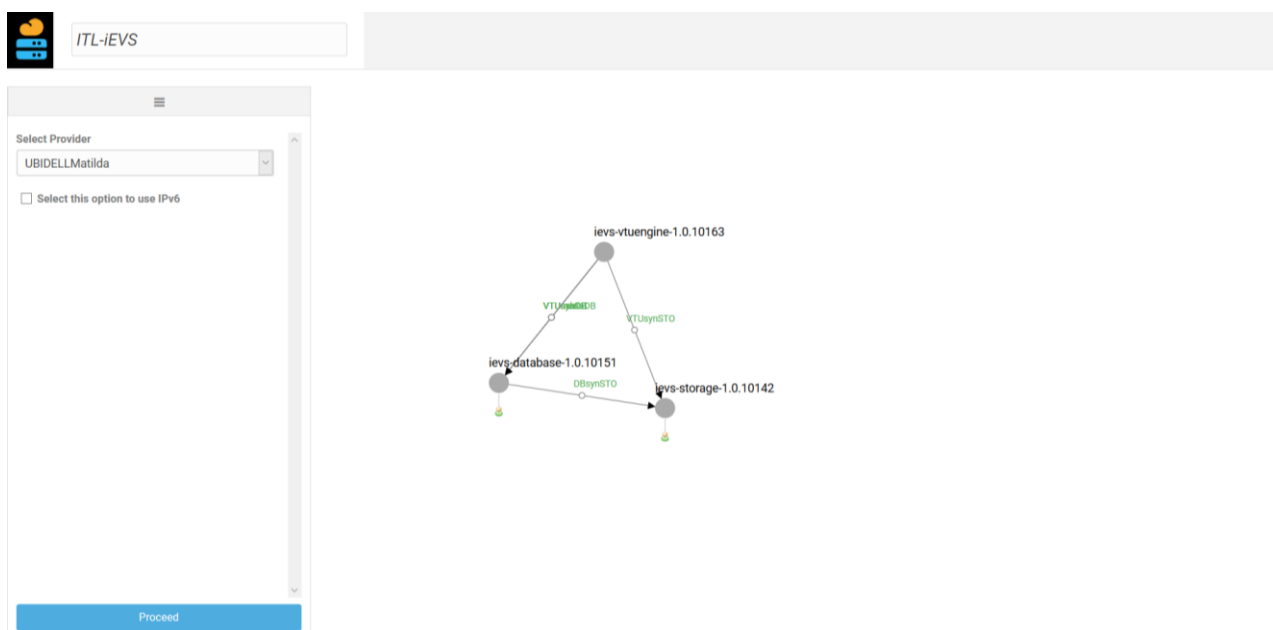 ITL-iEVS
Select Provider
UBIDELLMatilda
Select this option to use IPv6
ievs-vtuengine-1.0.10163
VTUsynSTO
ievs-database-1.0.10151
DBsynSTO
ievs-storage-1.0.10142
Proceed